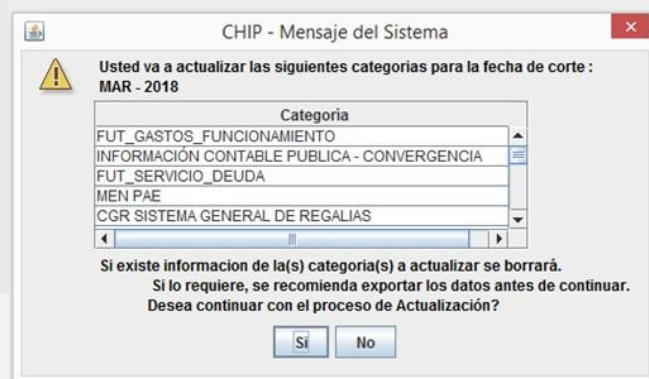 CHIP - Mensaje del Sistema
Usted va a actualizar las siguientes categorias para la fecha de corte :
MAR - 2018
Categoria
FUT_GASTOS_FUNCIONAMIENTO
INFORMACIÓN CONTABLE PUBLICA - CONVERGENCIA
FUT_SERVICIO_DEUDA
MEN PAE
CGR SISTEMA GENERAL DE REGALIAS
Si existe informacion de la(s) categoria(s) a actualizar se borrará.
Si lo requiere, se recomienda exportar los datos antes de continuar.
Desea continuar con el proceso de Actualización?
Si No